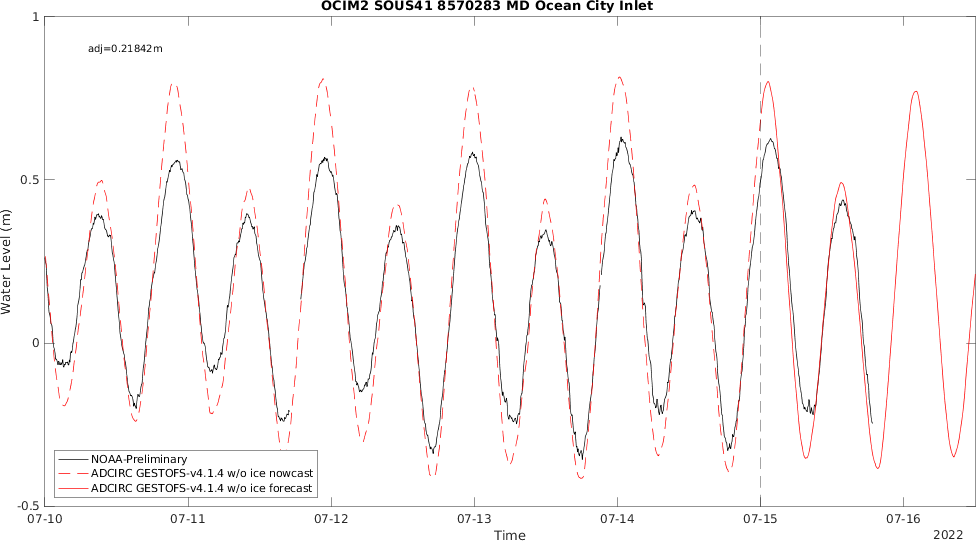 OCIM2 SOUS41 8570283 MD Ocean City Inlet
1
adj=0.21842m
0.5
Water Level (m)
0
NOAA-Preliminary
ADCIRC GESTOFS-v4.1.4 w/o ice nowcast
ADCIRC GESTOFS-v4.1.4 w/o ice forecast
-0.5
07-10 07-11 07-12 07-13 07-14 07-15 07-16
Time
2022